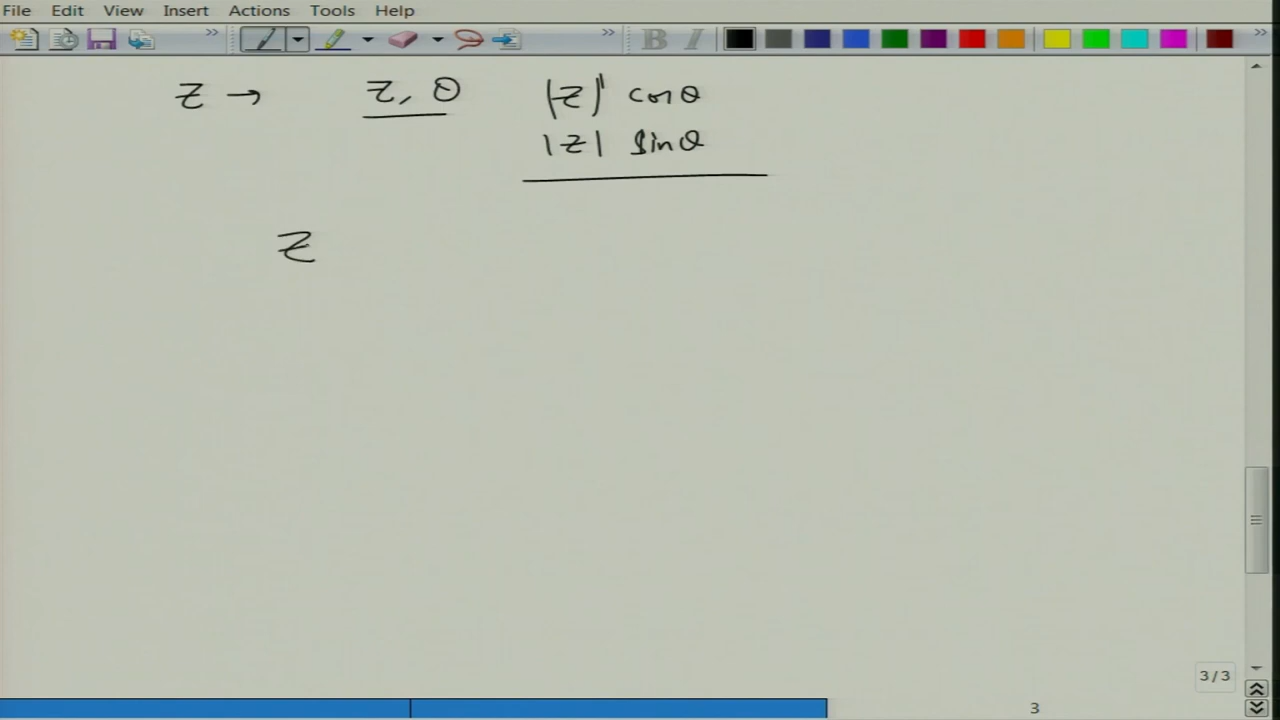 File Edit View Insert Actions Tools Help
B I
z → z, θ |z| cos θ
|z| sin θ
z
3 / 3
3